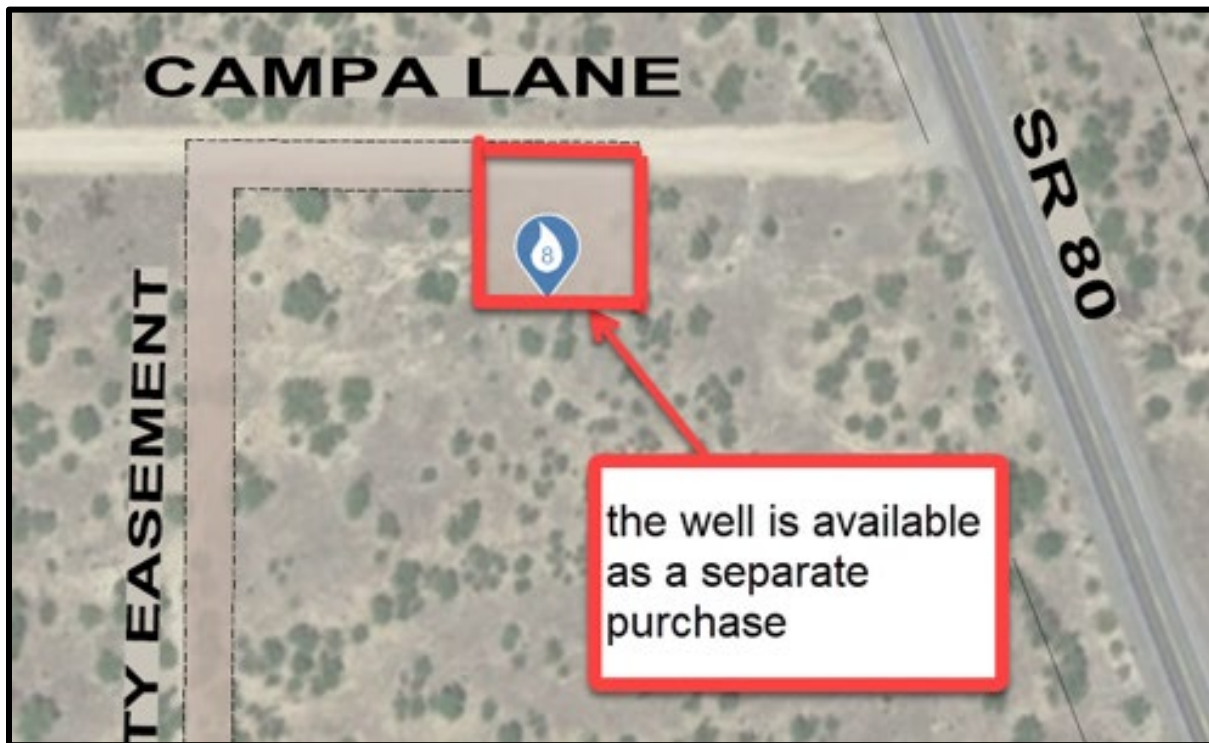 CAMPA LANE
SR 80
8
TY EASEMENT
the well is available
as a separate
purchase